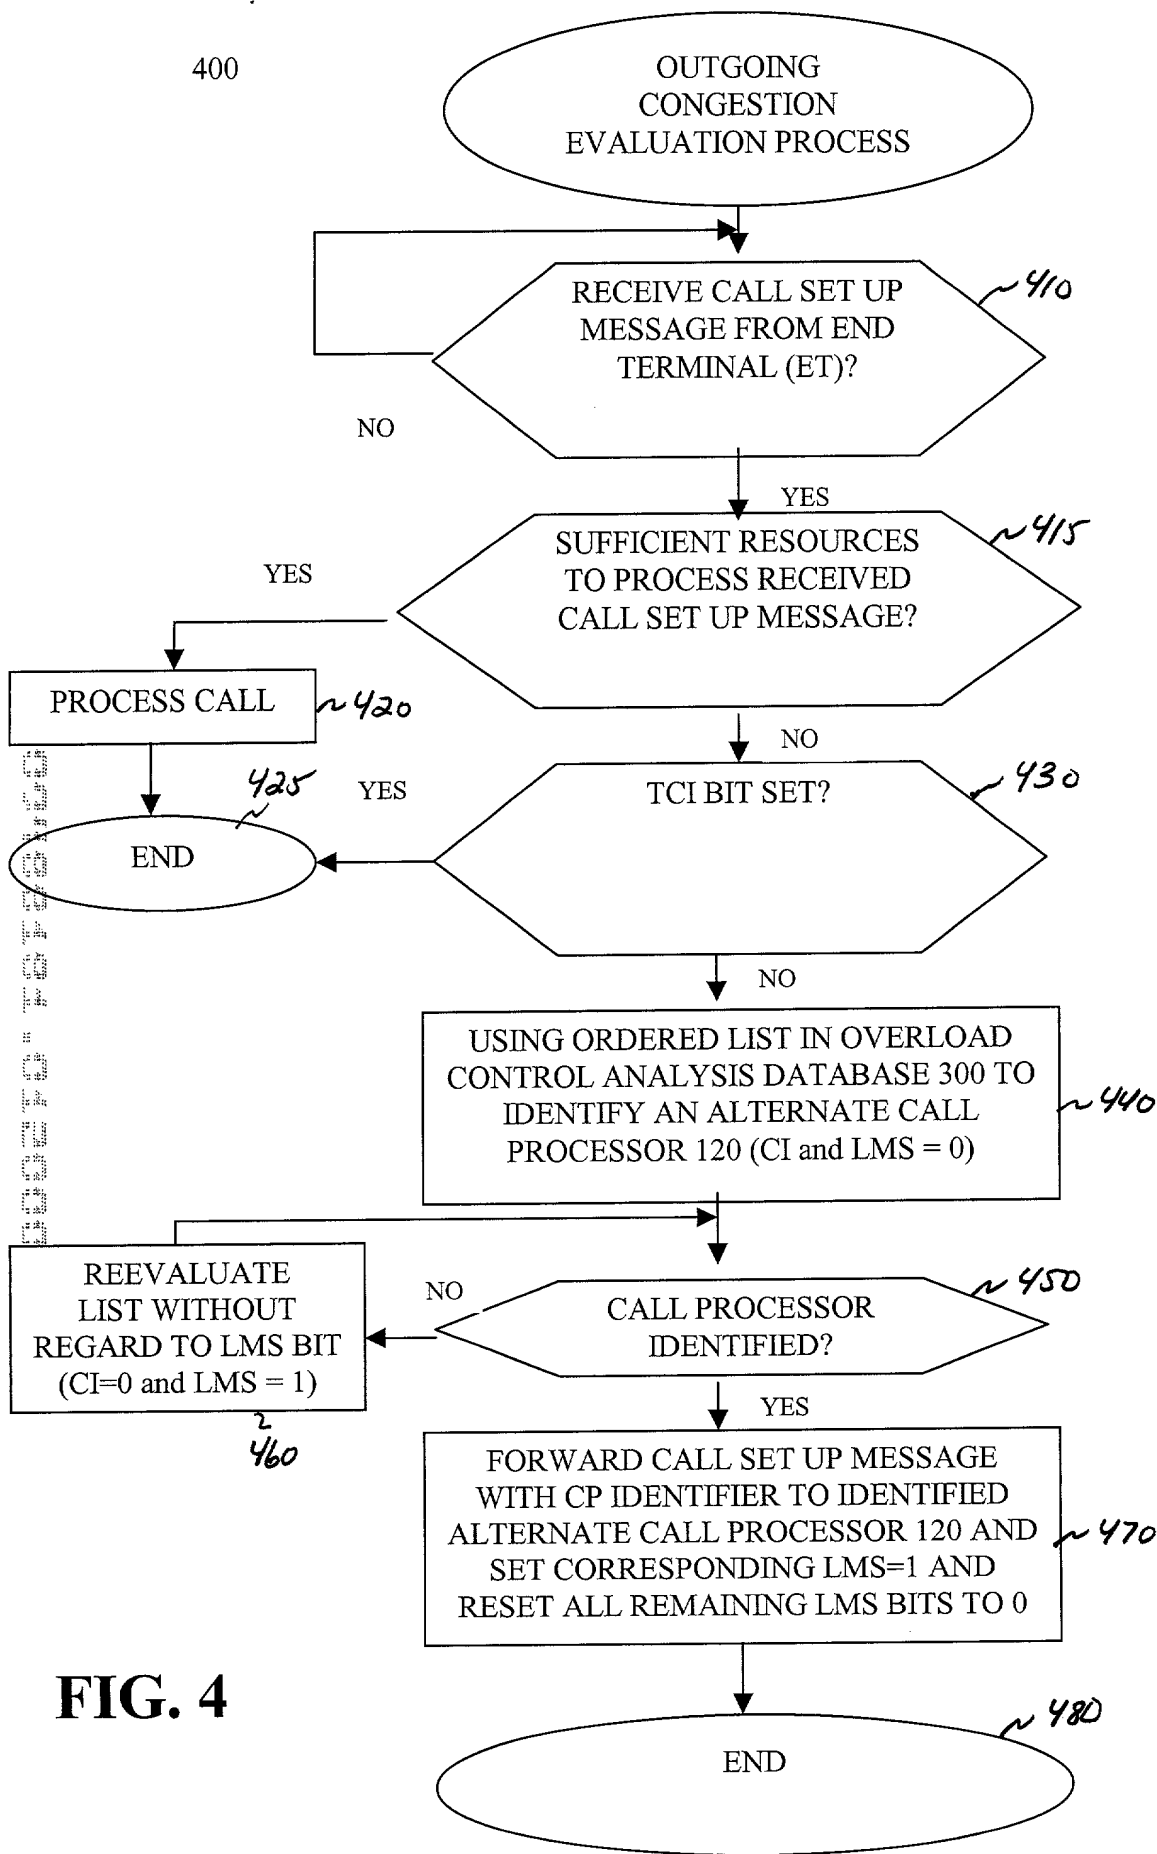 400
OUTGOING
CONGESTION
EVALUATION PROCESS
RECEIVE CALL SET UP
MESSAGE FROM END
TERMINAL (ET)?
410
NO
YES
SUFFICIENT RESOURCES
TO PROCESS RECEIVED
CALL SET UP MESSAGE?
415
YES
PROCESS CALL
420
NO
TCI BIT SET?
430
YES
425
END
NO
USING ORDERED LIST IN OVERLOAD
CONTROL ANALYSIS DATABASE 300 TO
IDENTIFY AN ALTERNATE CALL
PROCESSOR 120 (CI and LMS = 0)
440
REEVALUATE
LIST WITHOUT
REGARD TO LMS BIT
(CI=0 and LMS = 1)
460
NO
CALL PROCESSOR
IDENTIFIED?
450
YES
FORWARD CALL SET UP MESSAGE
WITH CP IDENTIFIER TO IDENTIFIED
ALTERNATE CALL PROCESSOR 120 AND
SET CORRESPONDING LMS=1 AND
RESET ALL REMAINING LMS BITS TO 0
470
FIG. 4
END
480